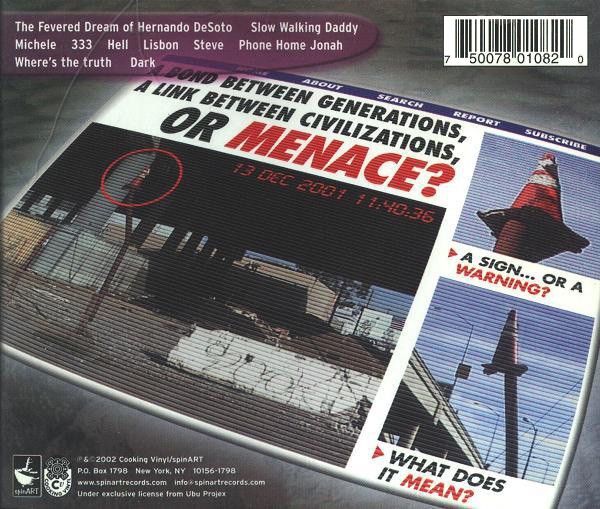 The Fevered Dream of Hernando DeSoto Slow Walking Daddy
Michele 333 Hell Lisbon Steve Phone Home Jonah
Where's the truth Dark
7 50078 01082 0
ABOUT SEARCH REPORT SUBSCRIBE
A BOND BETWEEN GENERATIONS,
A LINK BETWEEN CIVILIZATIONS,
OR MENACE?
13 DEC 2001 11:40:36
A SIGN... OR A
WARNING?
WHAT DOES
IT MEAN?
spinART
℗&©2002 Cooking Vinyl/spinART
P.O. Box 1798 New York, NY 10156-1798
www.spinartrecords.com info@spinartrecords.com
Under exclusive license from Ubu Projex